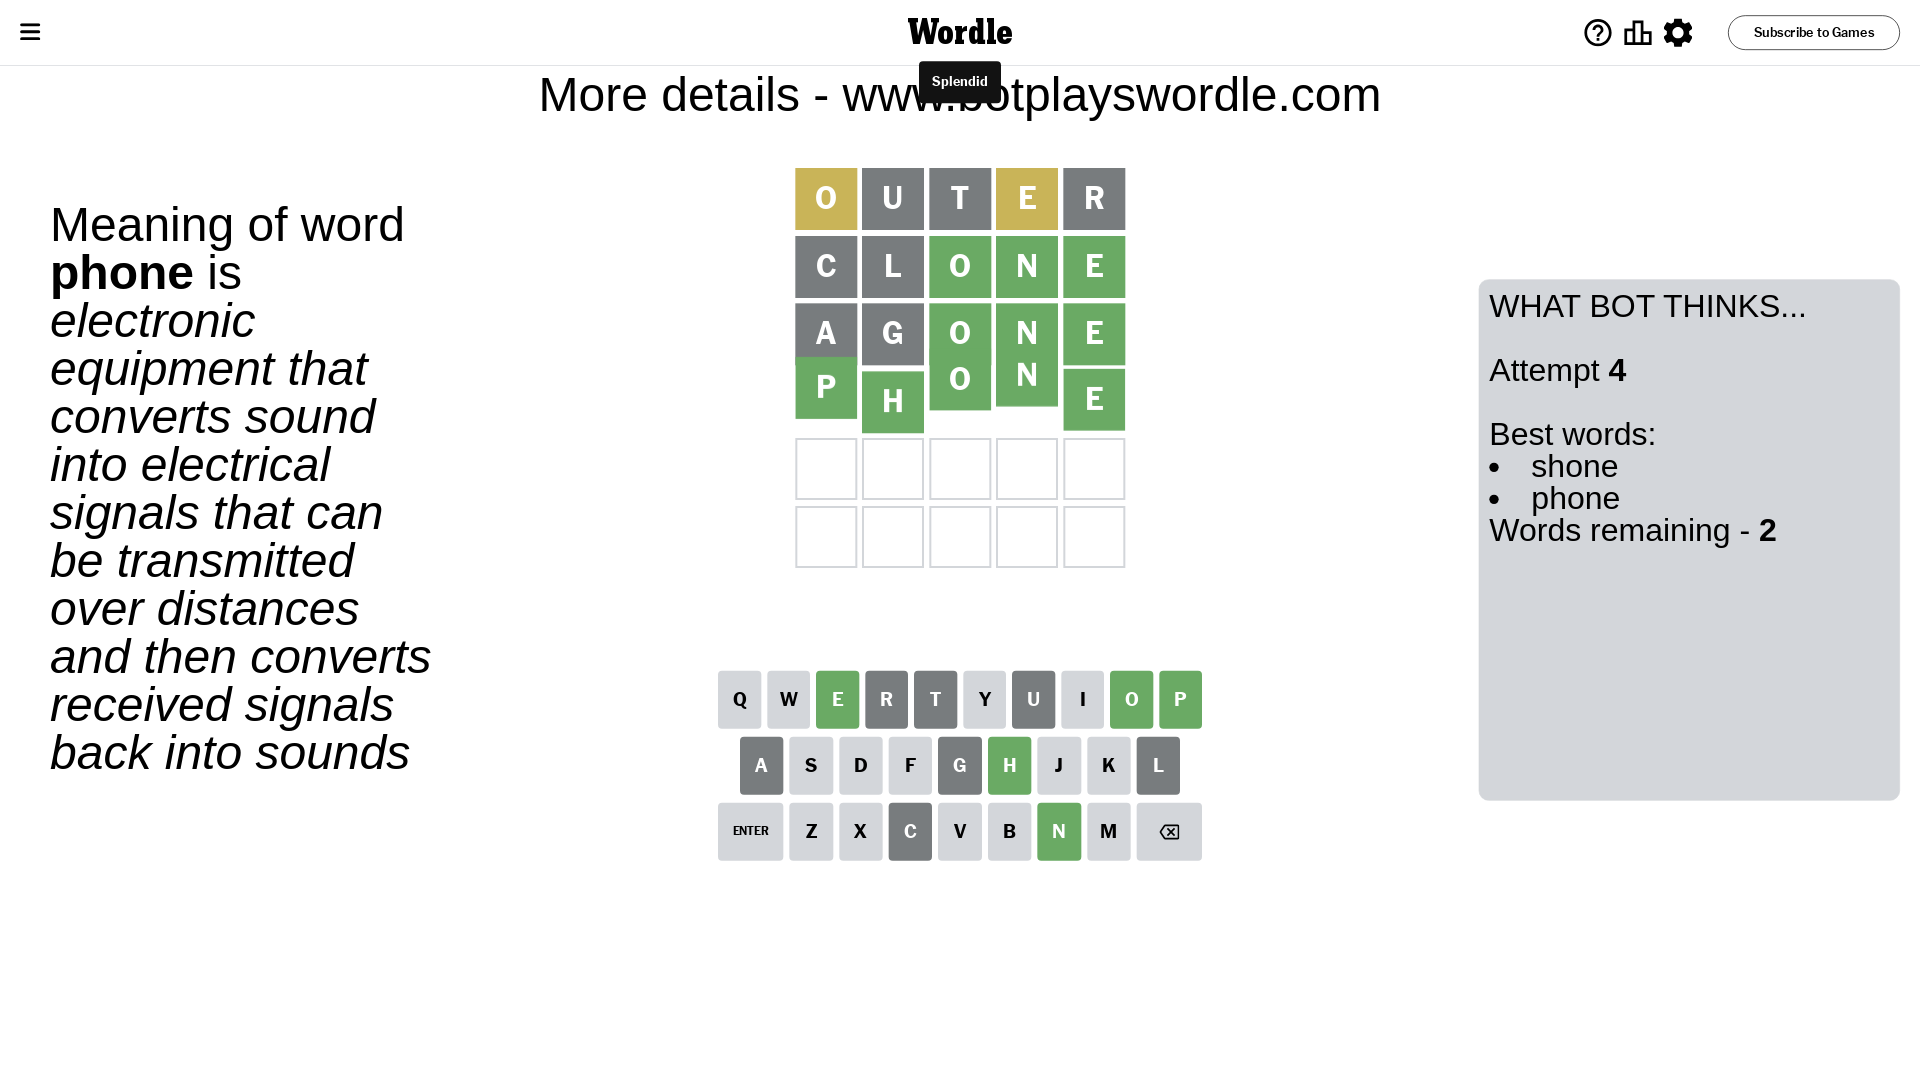 Wordle
Subscribe to Games
Splendid
More details - www.botplayswordle.com
Meaning of word
phone is
electronic
equipment that
converts sound
into electrical
signals that can
be transmitted
over distances
and then converts
received signals
back into sounds
O U T E R
C L O N E
A G O N E
P H O N E
WHAT BOT THINKS...
Attempt 4
Best words:
• shone
• phone
Words remaining - 2
Q W E R T Y U I O P
A S D F G H J K L
ENTER Z X C V B N M